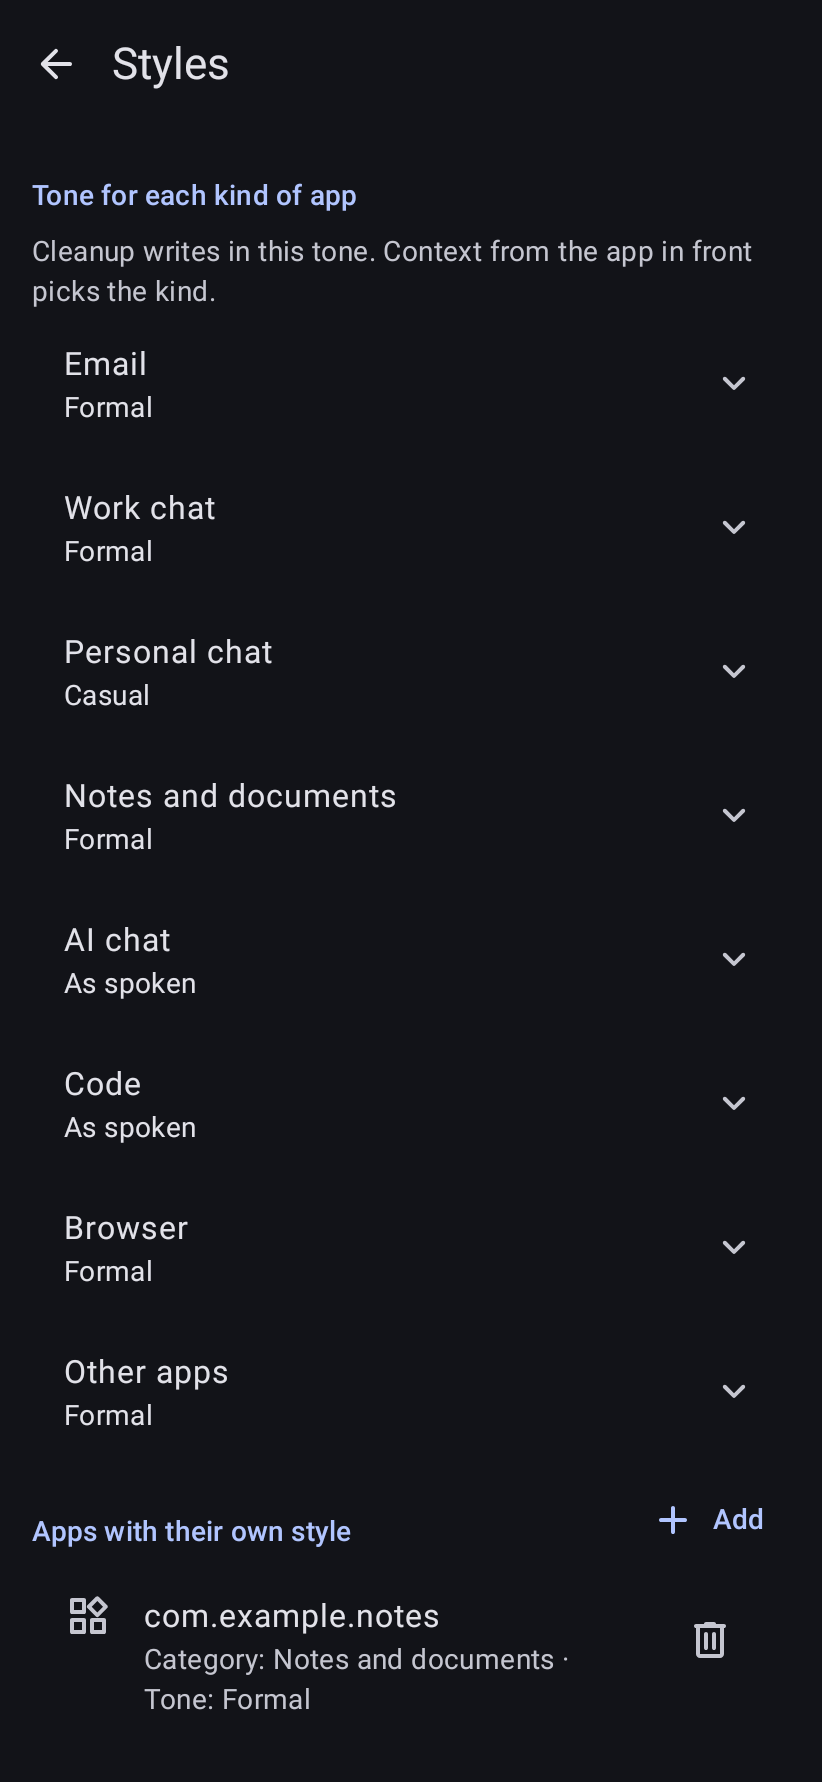 Styles
Tone for each kind of app
Cleanup writes in this tone. Context from the app in front
picks the kind.
Email
Formal
Work chat
Formal
Personal chat
Casual
Notes and documents
Formal
AI chat
As spoken
Code
As spoken
Browser
Formal
Other apps
Formal
Apps with their own style
Add
com.example.notes
Category: Notes and documents ·
Tone: Formal